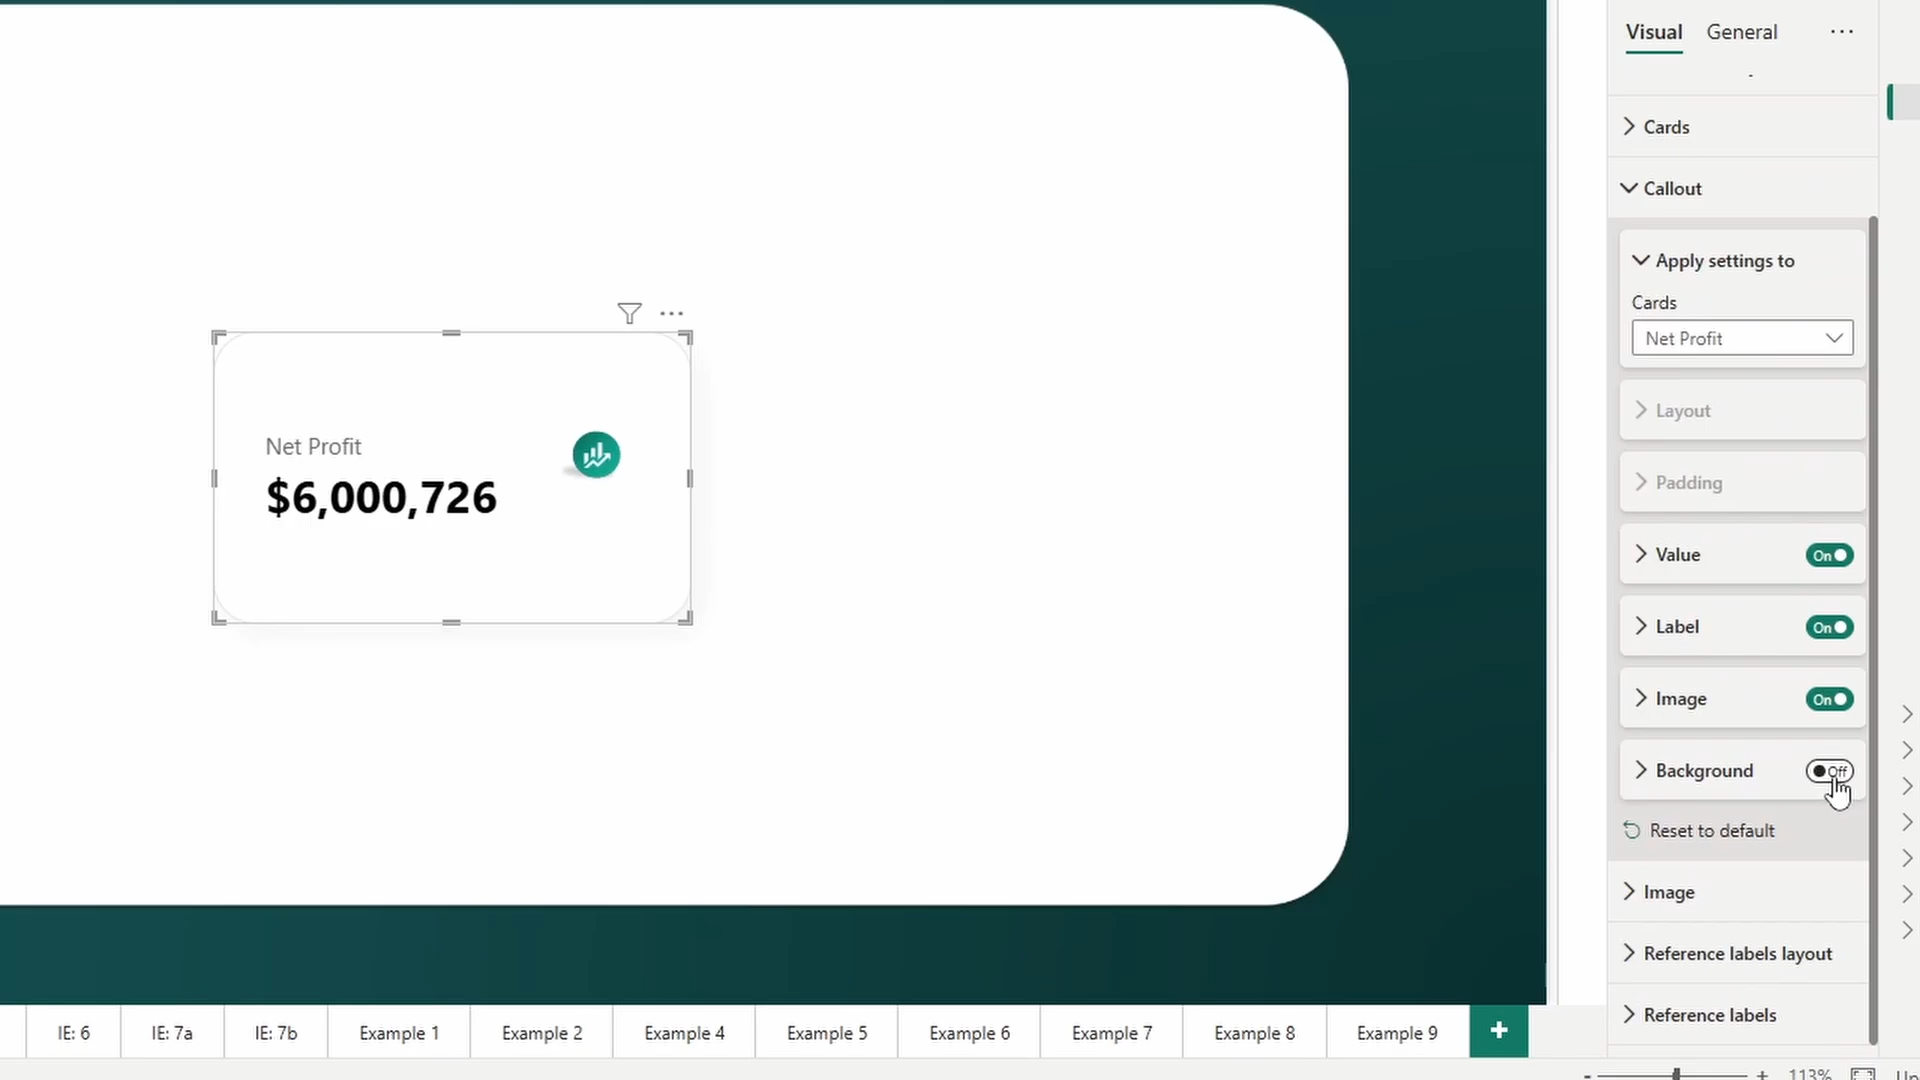 Visual General ...
Cards
Callout
Apply settings to
Cards
Net Profit
Layout
Padding
Value On
Label On
Image On
Background Off
Reset to default
Image
Reference labels layout
Reference labels
Net Profit
$6,000,726
IE: 6 IE: 7a IE: 7b Example 1 Example 2 Example 4 Example 5 Example 6 Example 7 Example 8 Example 9 +
- + 113%